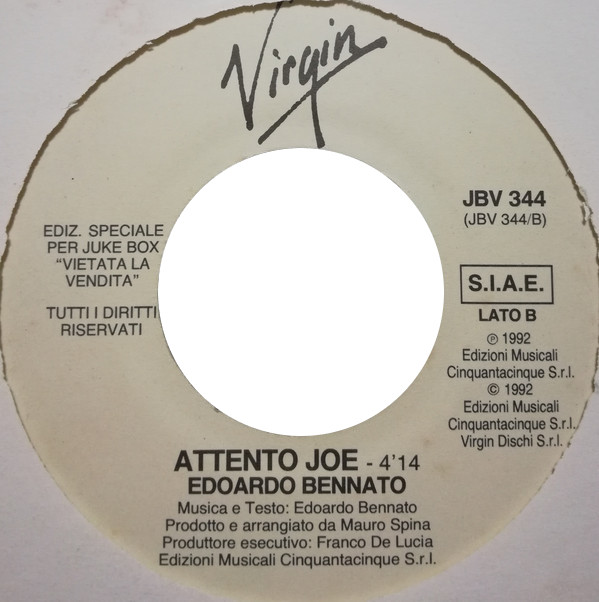 Virgin
EDIZ. SPECIALE
PER JUKE BOX
"VIETATA LA
VENDITA"
TUTTI I DIRITTI
RISERVATI
JBV 344
(JBV 344/B)
S.I.A.E.
LATO B
℗ 1992
Edizioni Musicali
Cinquantacinque S.r.l.
© 1992
Edizioni Musicali
Cinquantacinque S.r.l.
Virgin Dischi S.r.l.
ATTENTO JOE - 4'14
EDOARDO BENNATO
Musica e Testo: Edoardo Bennato
Prodotto e arrangiato da Mauro Spina
Produttore esecutivo: Franco De Lucia
Edizioni Musicali Cinquantacinque S.r.l.